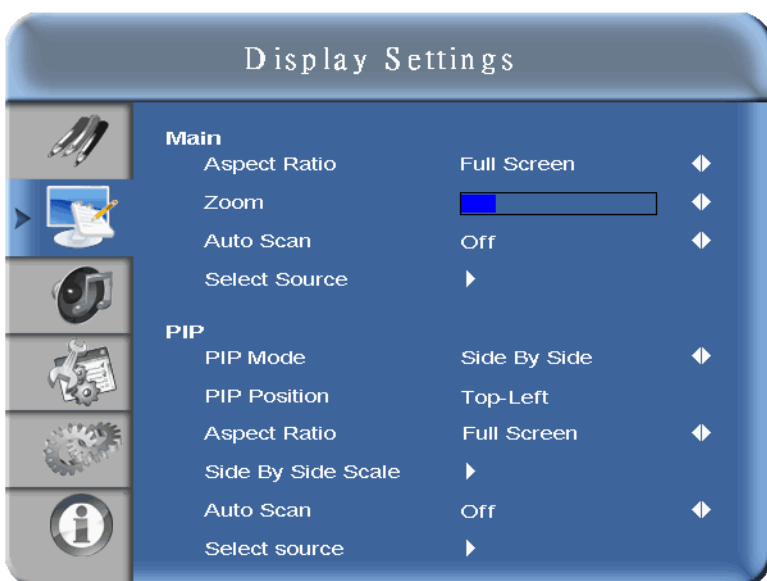 Display Settings
Main
Aspect Ratio Full Screen
Zoom
Auto Scan Off
Select Source
PIP
PIP Mode Side By Side
PIP Position Top-Left
Aspect Ratio Full Screen
Side By Side Scale
Auto Scan Off
Select source